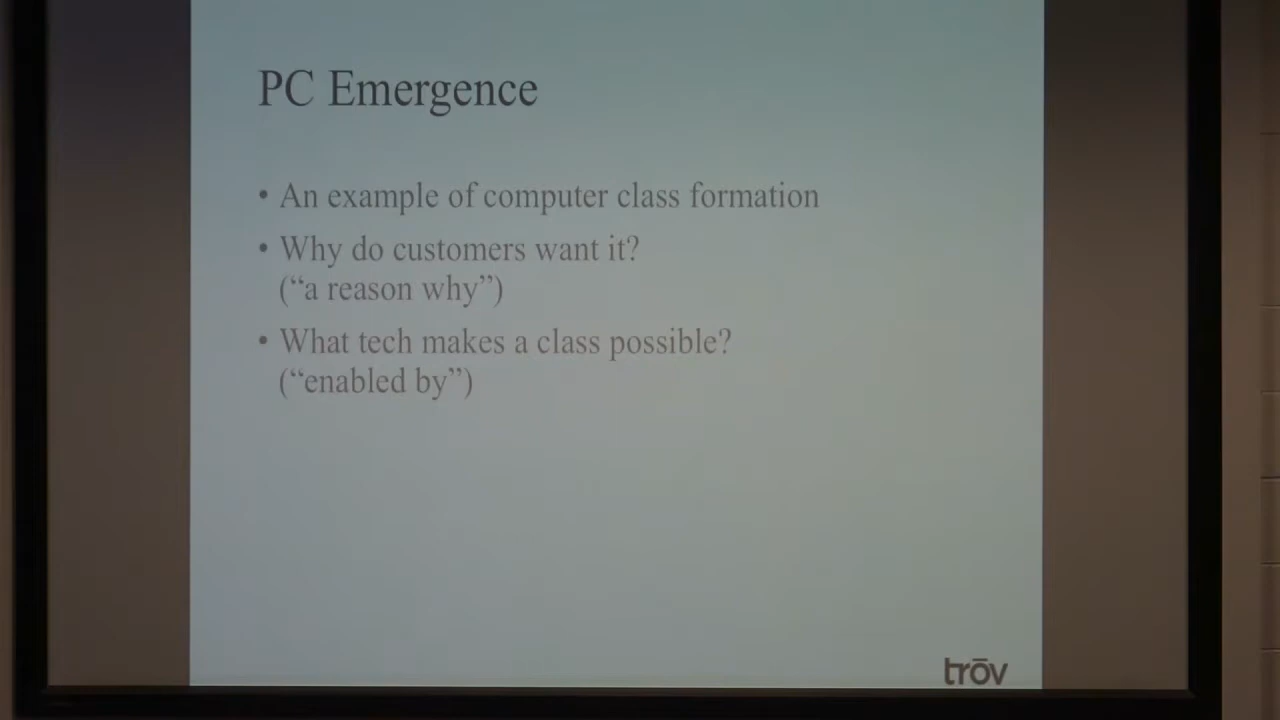 PC Emergence
• An example of computer class formation
• Why do customers want it?
(“a reason why”)
• What tech makes a class possible?
(“enabled by”)
trōv